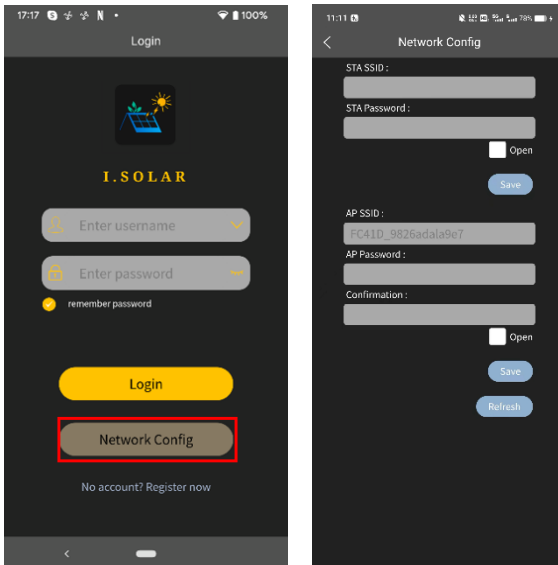 17:17
100%
Login
I.SOLAR
Enter username
Enter password
remember password
Login
Network Config
No account? Register now
11:11
78%
Network Config
STA SSID :
STA Password :
Open
Save
AP SSID :
FC41D_9826adala9e7
AP Password :
Confirmation :
Open
Save
Refresh